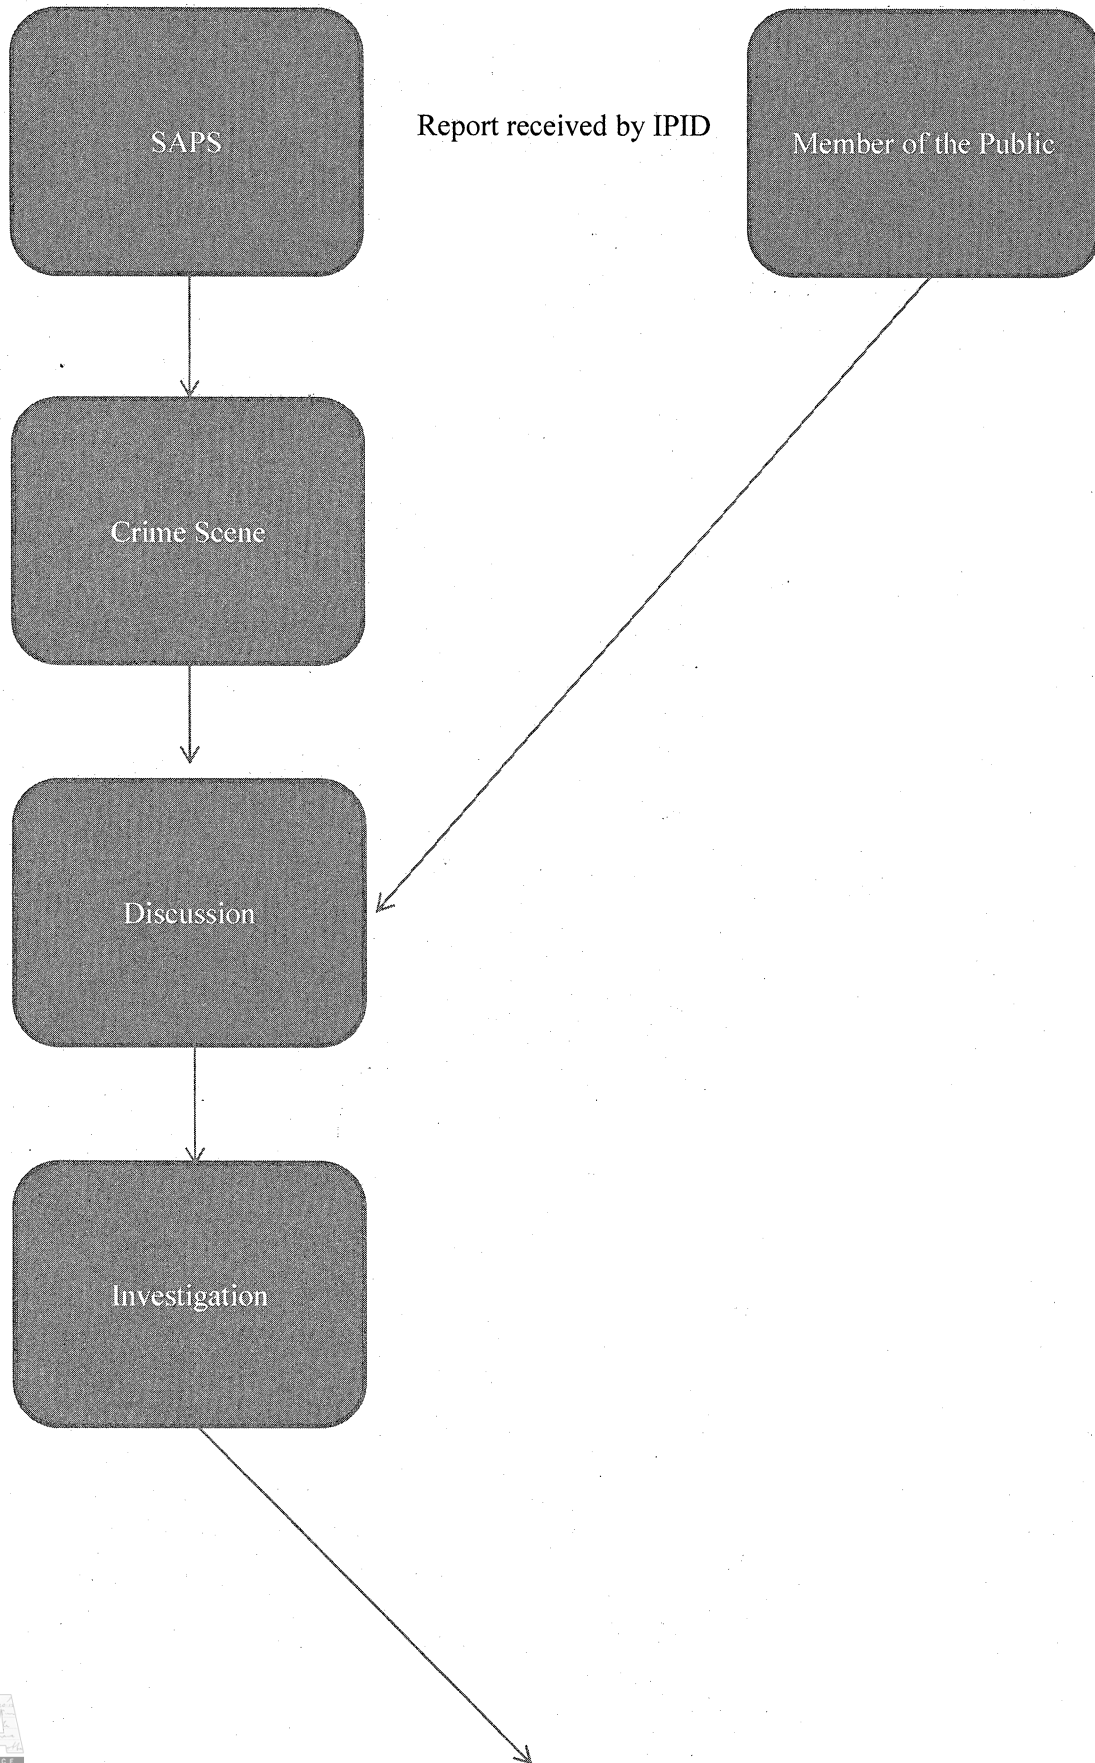 SAPS
Report received by IPID
Member of the Public
Crime Scene
Discussion
Investigation